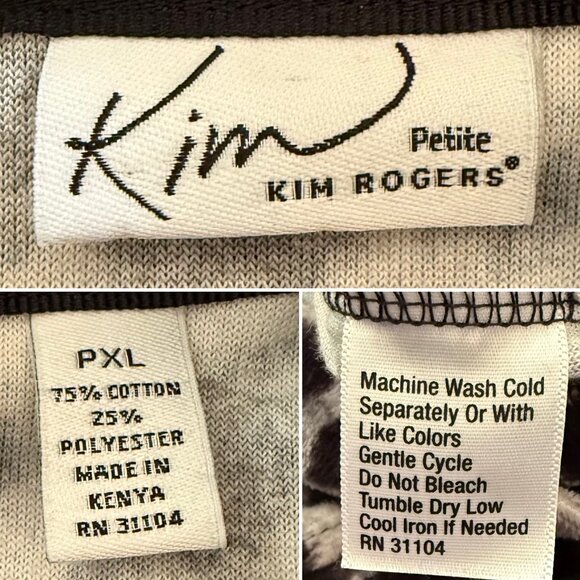 Kim
Petite
KIM ROGERS®
PXL
75% COTTON
25%
POLYESTER
MADE IN
KENYA
RN 31104
Machine Wash Cold
Separately Or With
Like Colors
Gentle Cycle
Do Not Bleach
Tumble Dry Low
Cool Iron If Needed
RN 31104